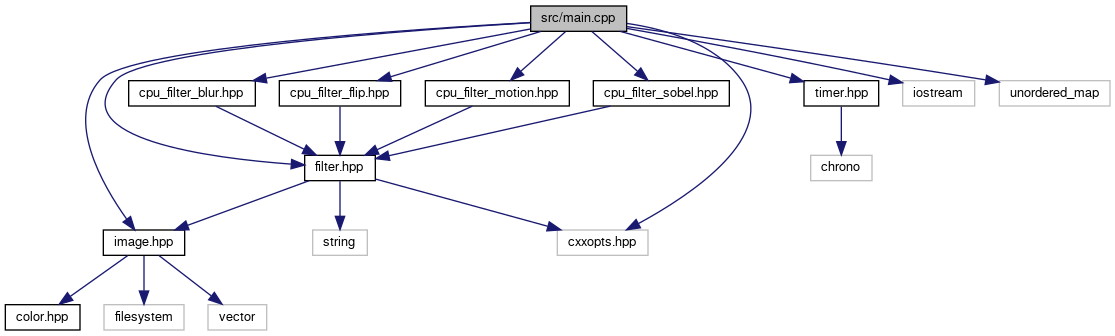 src/main.cpp
cpu_filter_blur.hpp
cpu_filter_flip.hpp
cpu_filter_motion.hpp
cpu_filter_sobel.hpp
timer.hpp
iostream
unordered_map
filter.hpp
chrono
image.hpp
string
cxxopts.hpp
color.hpp
filesystem
vector